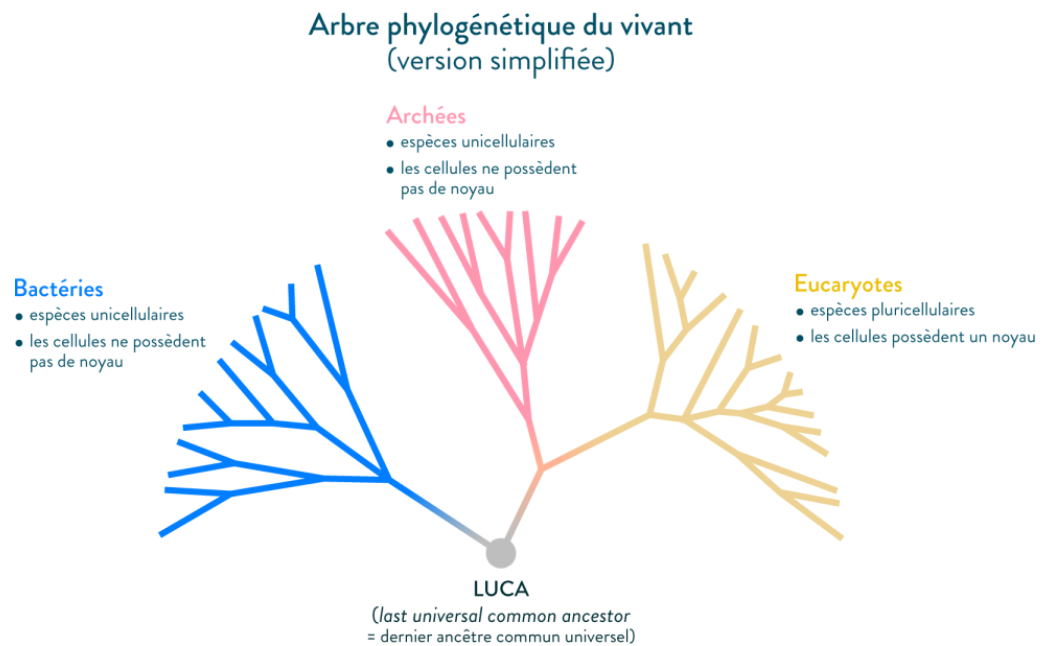 Arbre phylogénétique du vivant
(version simplifiée)
Archées
• espèces unicellulaires
• les cellules ne possèdent
pas de noyau
Bactéries
• espèces unicellulaires
• les cellules ne possèdent
pas de noyau
Eucaryotes
• espèces pluricellulaires
• les cellules possèdent un noyau
LUCA
(last universal common ancestor
= dernier ancêtre commun universel)